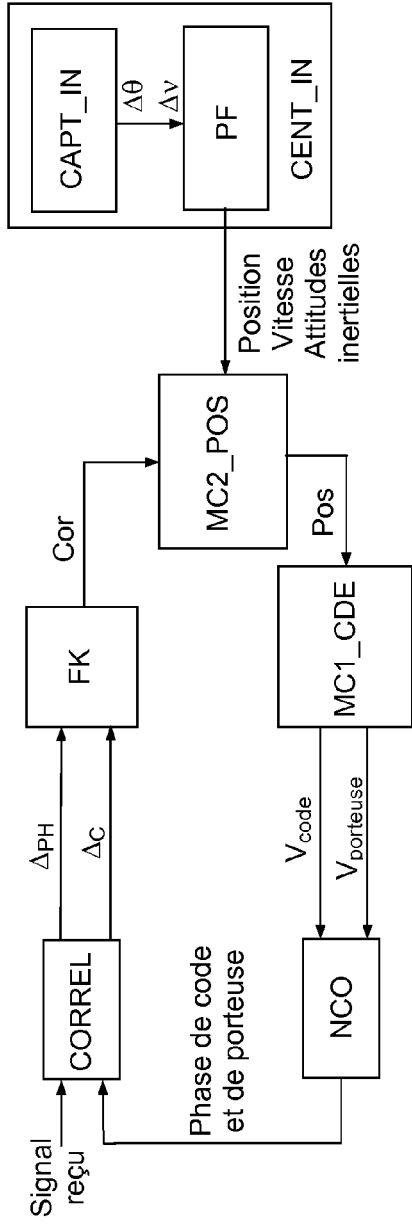 Signal
reçu
CORREL
Δ_PH
Δ_C
FK
Cor
MC2_POS
Position
Vitesse
Attitudes
inertielles
CAPT_IN
Δθ
Δν
PF
CENT_IN
Pos
MC1_CDE
V_code
V_porteuse
NCO
Phase de code
et de porteuse